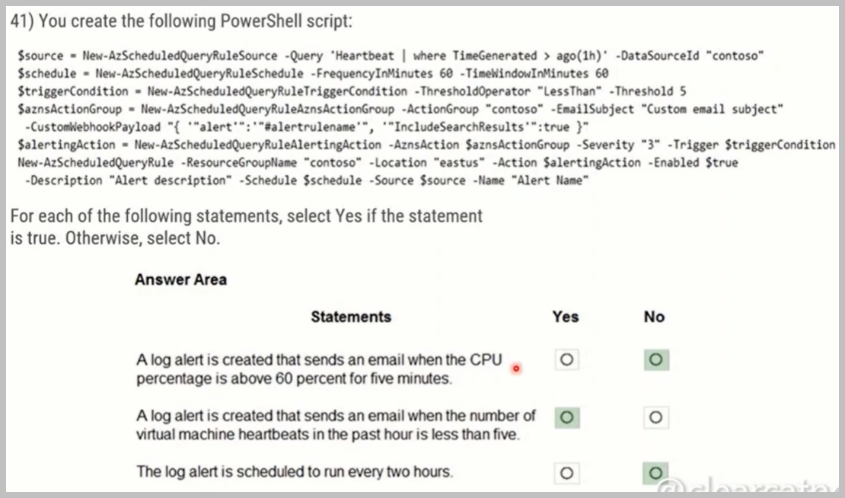 41) You create the following PowerShell script:
$source = New-AzScheduledQueryRuleSource -Query 'Heartbeat | where TimeGenerated > ago(1h)' -DataSourceId "contoso"
$schedule = New-AzScheduledQueryRuleSchedule -FrequencyInMinutes 60 -TimeWindowInMinutes 60
$triggerCondition = New-AzScheduledQueryRuleTriggerCondition -ThresholdOperator "LessThan" -Threshold 5
$aznsActionGroup = New-AzScheduledQueryRuleAznsActionGroup -ActionGroup "contoso" -EmailSubject "Custom email subject"
-CustomWebhookPayload "{ '"alert'":'"#alertrulename'", '"IncludeSearchResults'":true }"
$alertingAction = New-AzScheduledQueryRuleAlertingAction -AznsAction $aznsActionGroup -Severity "3" -Trigger $triggerCondition
New-AzScheduledQueryRule -ResourceGroupName "contoso" -Location "eastus" -Action $alertingAction -Enabled $true
-Description "Alert description" -Schedule $schedule -Source $source -Name "Alert Name"
For each of the following statements, select Yes if the statement
is true. Otherwise, select No.
Answer Area
Statements Yes No
A log alert is created that sends an email when the CPU
percentage is above 60 percent for five minutes.
A log alert is created that sends an email when the number of
virtual machine heartbeats in the past hour is less than five.
The log alert is scheduled to run every two hours.